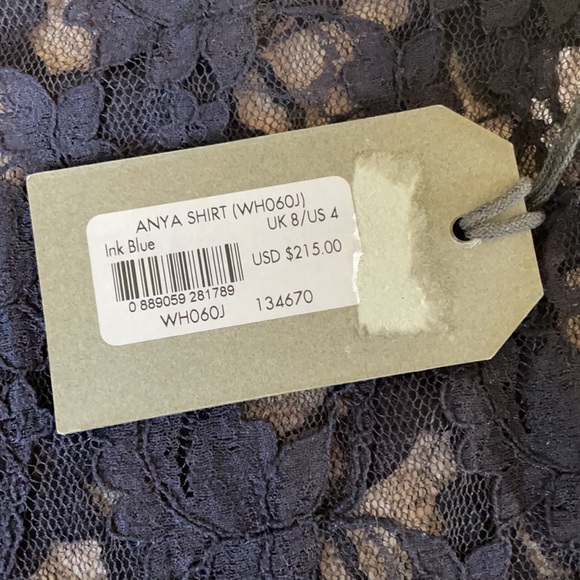 ANYA SHIRT (WH060J)
Ink Blue UK 8/US 4
USD $215.00
0 889059 281789
WH060J 134670